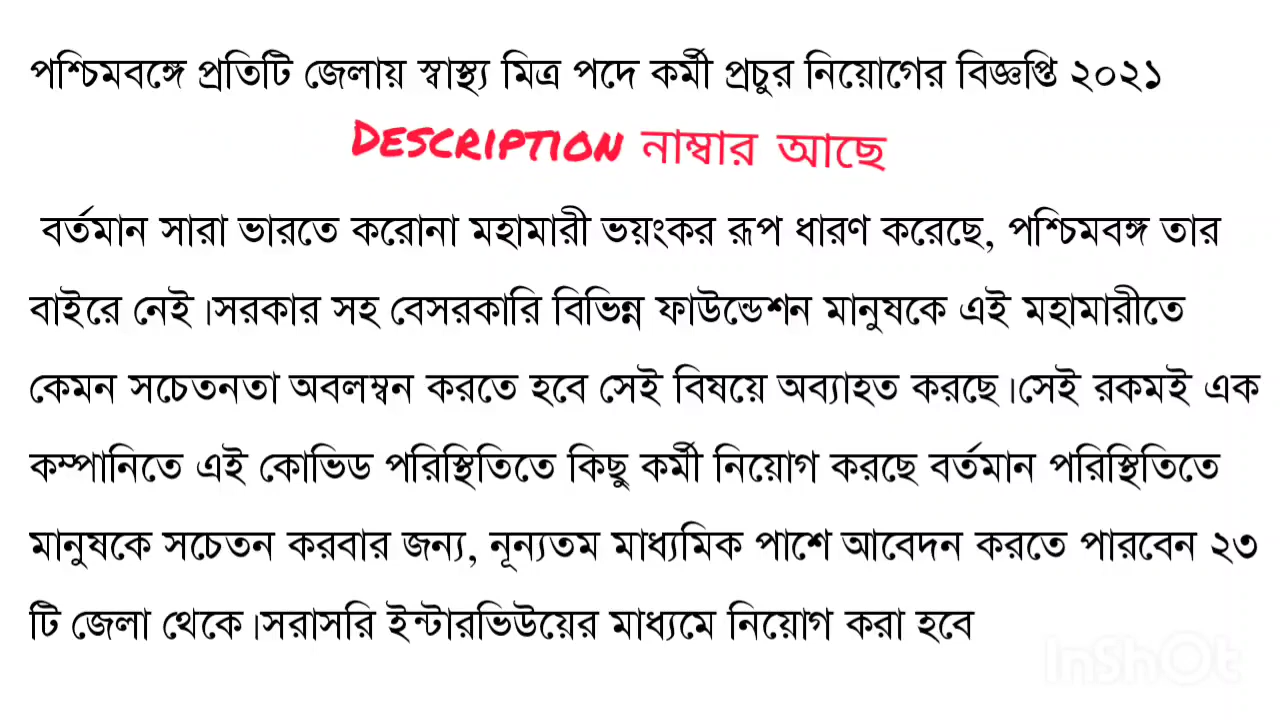 পশ্চিমবঙ্গে প্রতিটি জেলায় স্বাস্থ্য মিত্র পদে কর্মী প্রচুর নিয়োগের বিজ্ঞপ্তি ২০২১
DESCRIPTION নাম্বার আছে
বর্তমান সারা ভারতে করোনা মহামারী ভয়ংকর রূপ ধারণ করেছে, পশ্চিমবঙ্গ তার
বাইরে নেই।সরকার সহ বেসরকারি বিভিন্ন ফাউন্ডেশন মানুষকে এই মহামারীতে
কেমন সচেতনতা অবলম্বন করতে হবে সেই বিষয়ে অব্যাহত করছে।সেই রকমই এক
কম্পানিতে এই কোভিড পরিস্থিতিতে কিছু কর্মী নিয়োগ করছে বর্তমান পরিস্থিতিতে
মানুষকে সচেতন করবার জন্য, নূন্যতম মাধ্যমিক পাশে আবেদন করতে পারবেন ২৩
টি জেলা থেকে।সরাসরি ইন্টারভিউয়ের মাধ্যমে নিয়োগ করা হবে
InShOt